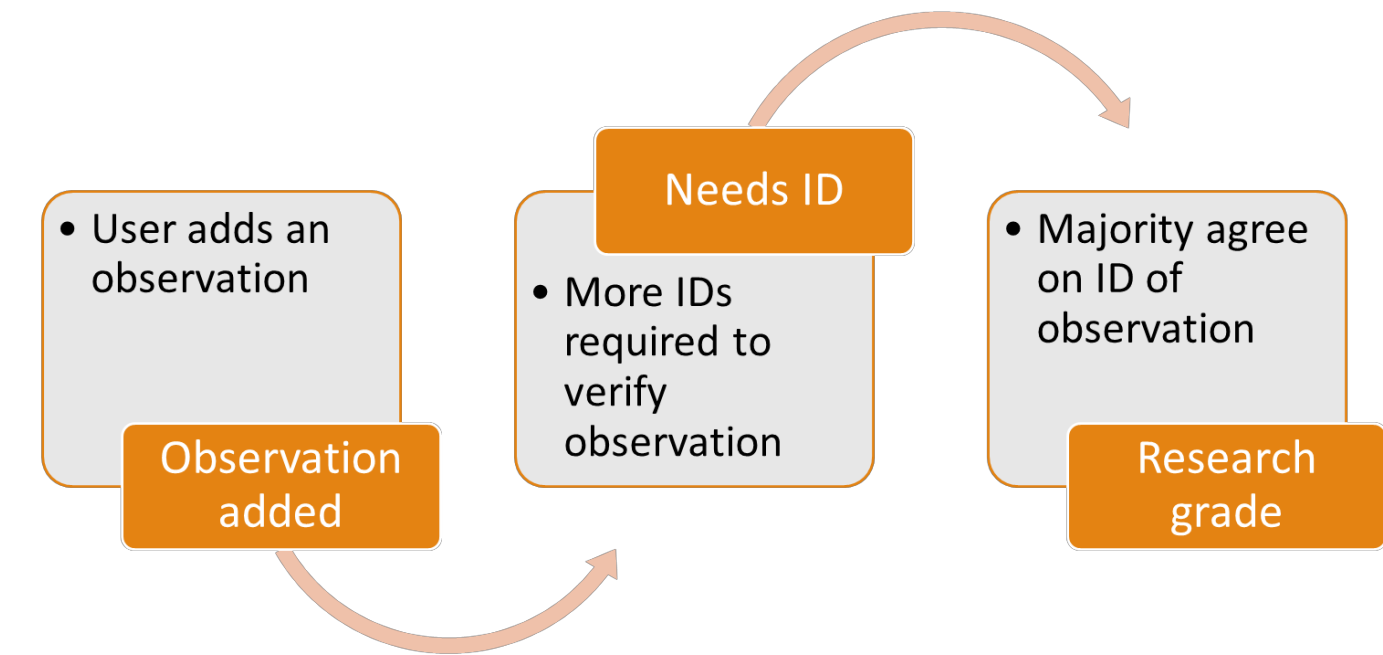 • User adds an
observation
Observation
added
Needs ID
• More IDs
required to
verify
observation
• Majority agree
on ID of
observation
Research
grade